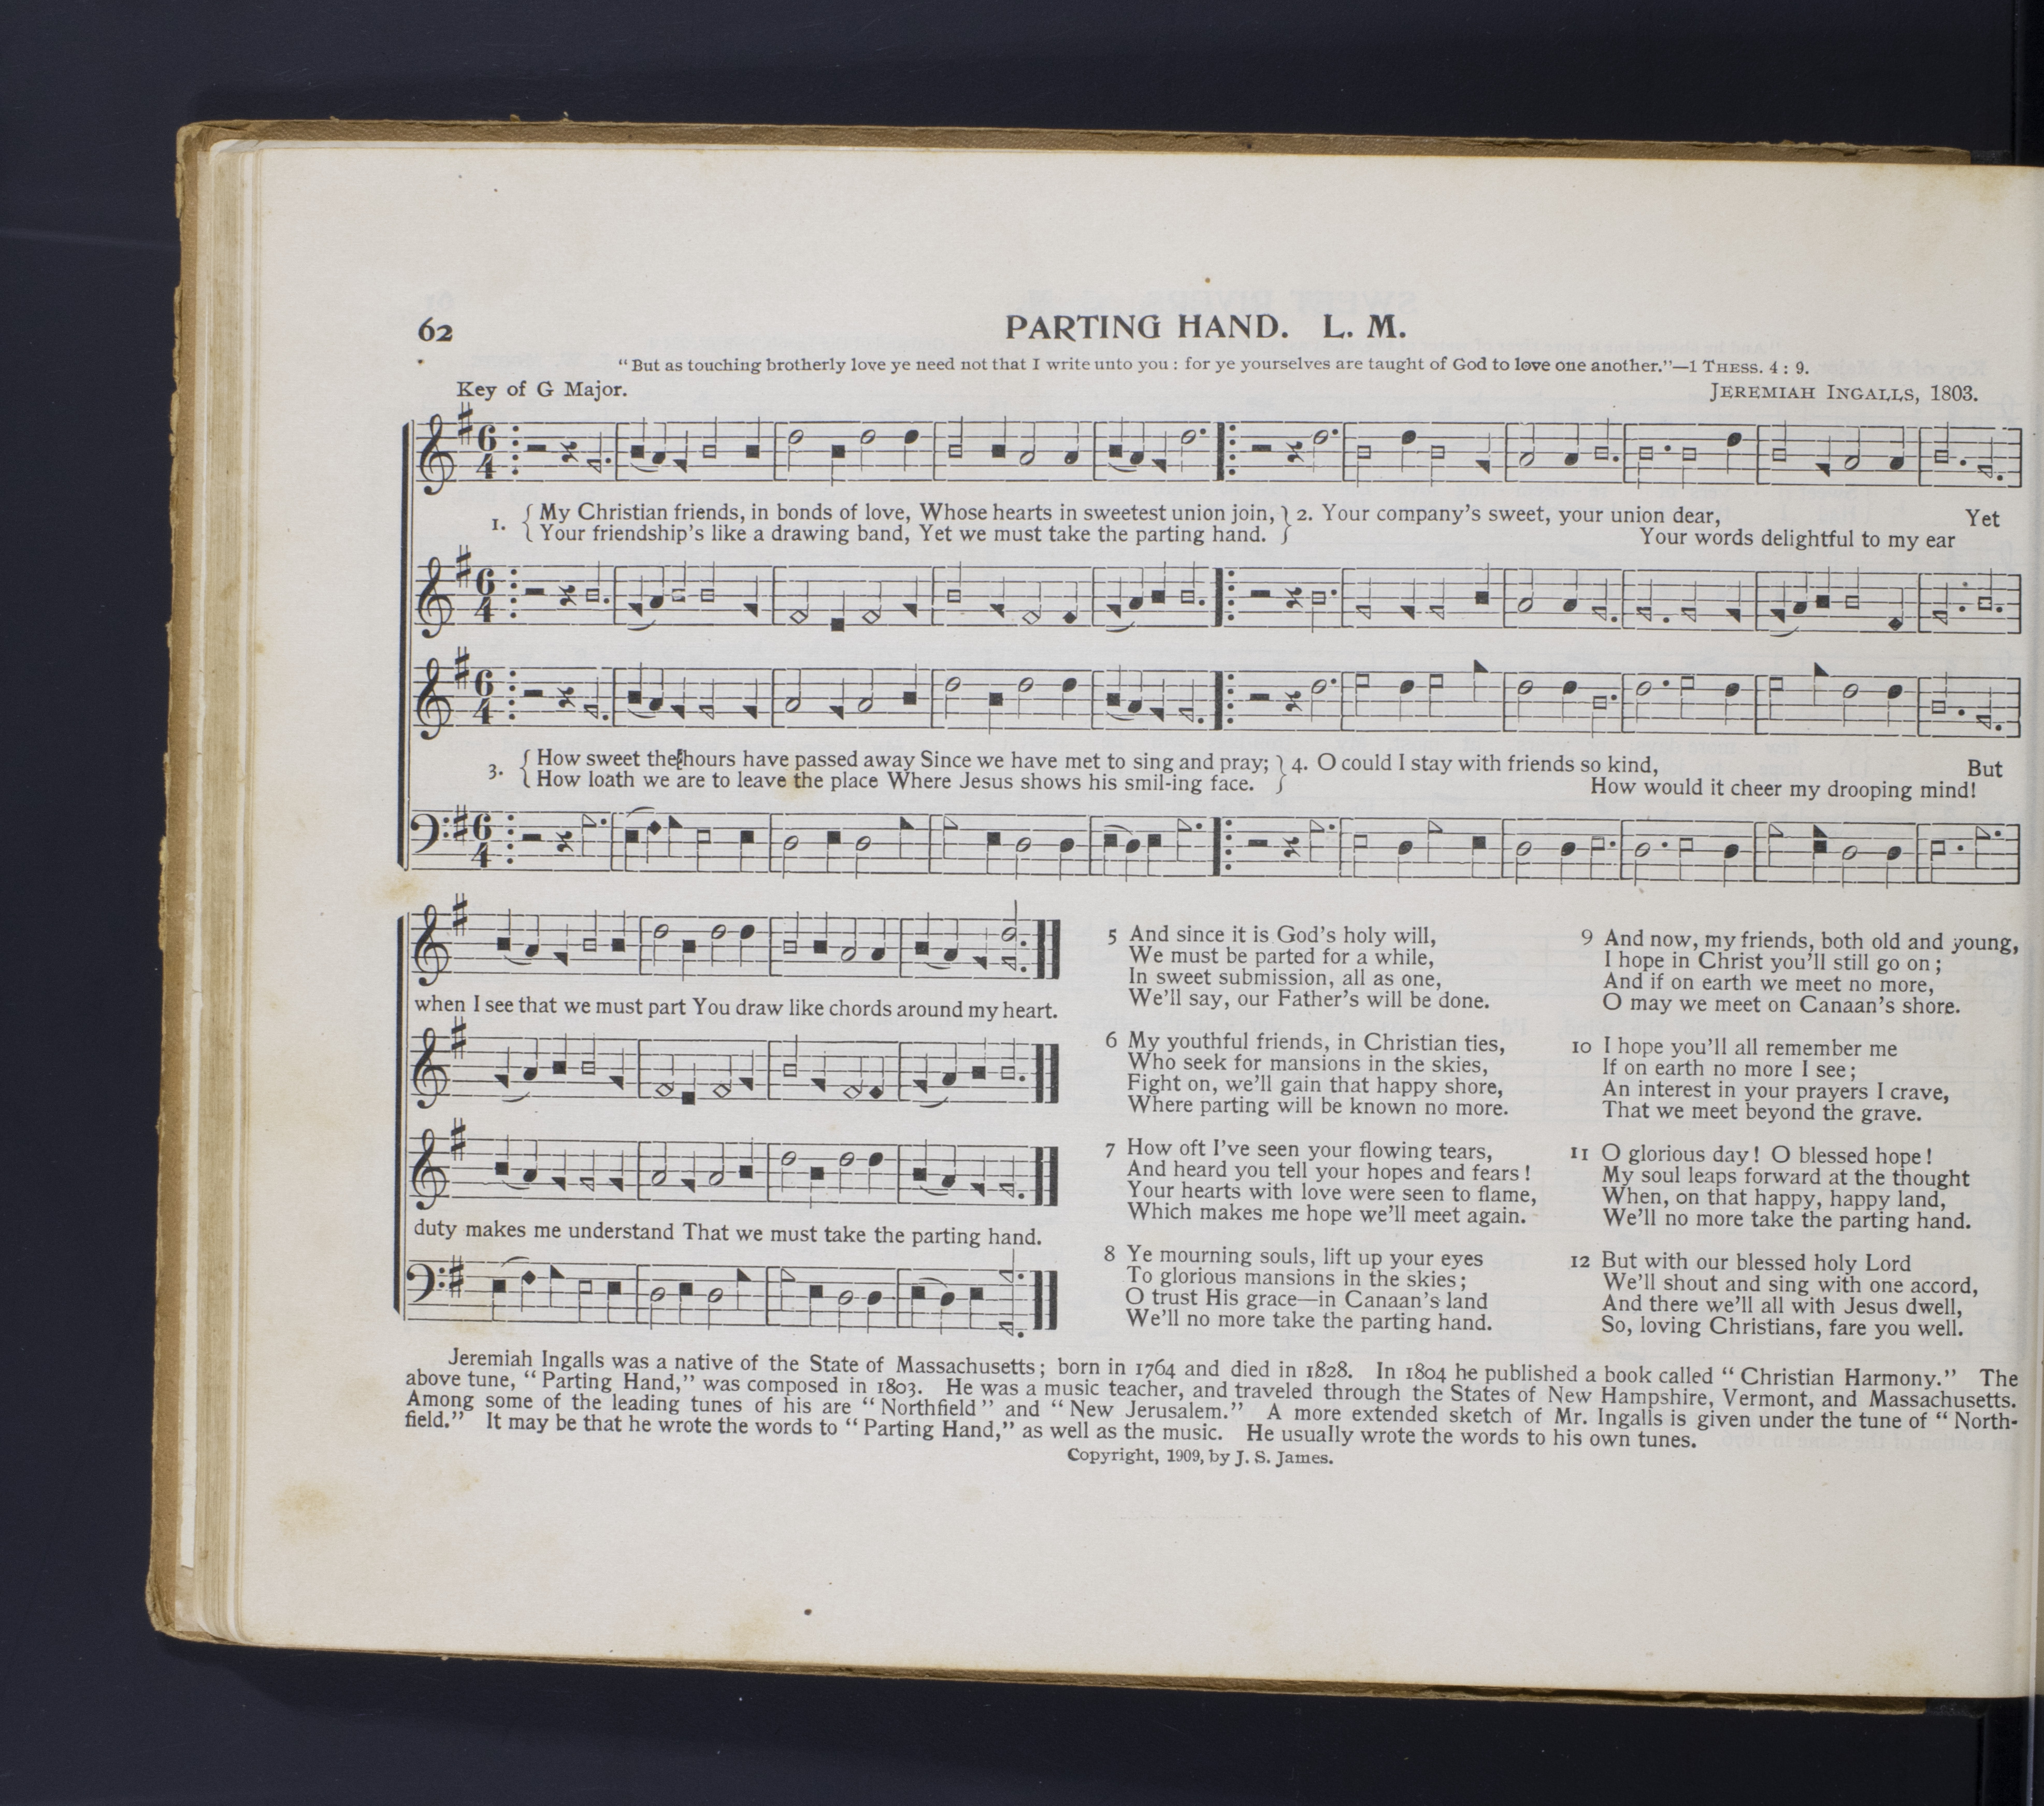 62
PARTING HAND. L. M.
“But as touching brotherly love ye need not that I write unto you : for ye yourselves are taught of God to love one another.”—1 THESS. 4 : 9.
Key of G Major.
JEREMIAH INGALLS, 1803.
6
4
1. { My Christian friends, in bonds of love, Whose hearts in sweetest union join, } 2. Your company's sweet, your union dear, Yet
Your friendship's like a drawing band, Yet we must take the parting hand. Your words delightful to my ear
6
4
6
4
3. { How sweet the hours have passed away Since we have met to sing and pray; } 4. O could I stay with friends so kind, But
How loath we are to leave the place Where Jesus shows his smil-ing face. How would it cheer my drooping mind!
6
4
when I see that we must part You draw like chords around my heart.
duty makes me understand That we must take the parting hand.
5 And since it is God's holy will,
We must be parted for a while,
In sweet submission, all as one,
We'll say, our Father's will be done.
6 My youthful friends, in Christian ties,
Who seek for mansions in the skies,
Fight on, we'll gain that happy shore,
Where parting will be known no more.
7 How oft I've seen your flowing tears,
And heard you tell your hopes and fears!
Your hearts with love were seen to flame,
Which makes me hope we'll meet again.
8 Ye mourning souls, lift up your eyes
To glorious mansions in the skies;
O trust His grace—in Canaan's land
We'll no more take the parting hand.
9 And now, my friends, both old and young,
I hope in Christ you'll still go on;
And if on earth we meet no more,
O may we meet on Canaan's shore.
10 I hope you'll all remember me
If on earth no more I see;
An interest in your prayers I crave,
That we meet beyond the grave.
11 O glorious day! O blessed hope!
My soul leaps forward at the thought
When, on that happy, happy land,
We'll no more take the parting hand.
12 But with our blessed holy Lord
We'll shout and sing with one accord,
And there we'll all with Jesus dwell,
So, loving Christians, fare you well.
Jeremiah Ingalls was a native of the State of Massachusetts; born in 1764 and died in 1828. In 1804 he published a book called “Christian Harmony.” The
above tune, “Parting Hand,” was composed in 1803. He was a music teacher, and traveled through the States of New Hampshire, Vermont, and Massachusetts.
Among some of the leading tunes of his are “Northfield” and “New Jerusalem.” A more extended sketch of Mr. Ingalls is given under the tune of “North-
field.” It may be that he wrote the words to “Parting Hand,” as well as the music. He usually wrote the words to his own tunes.
Copyright, 1909, by J. S. James.